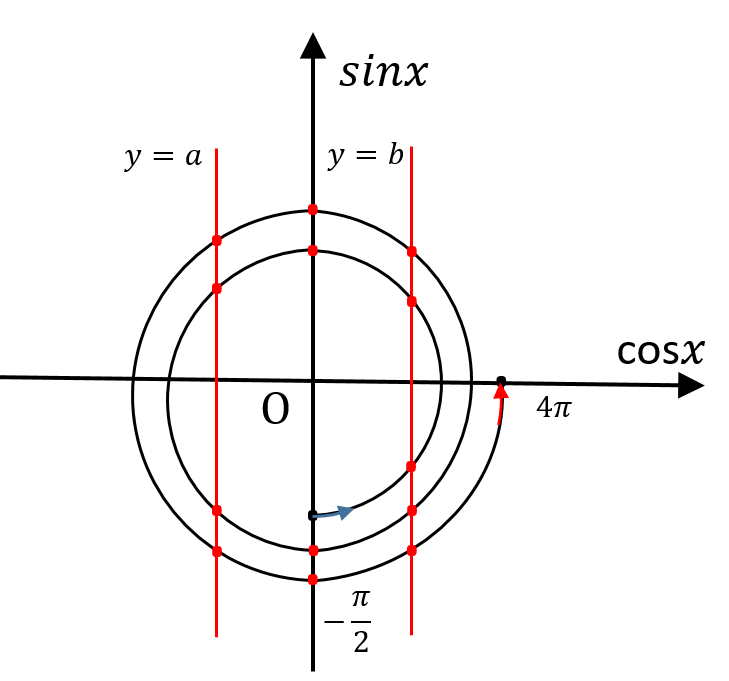 sinx
y = a
y = b
cosx
O
4π
-π/2